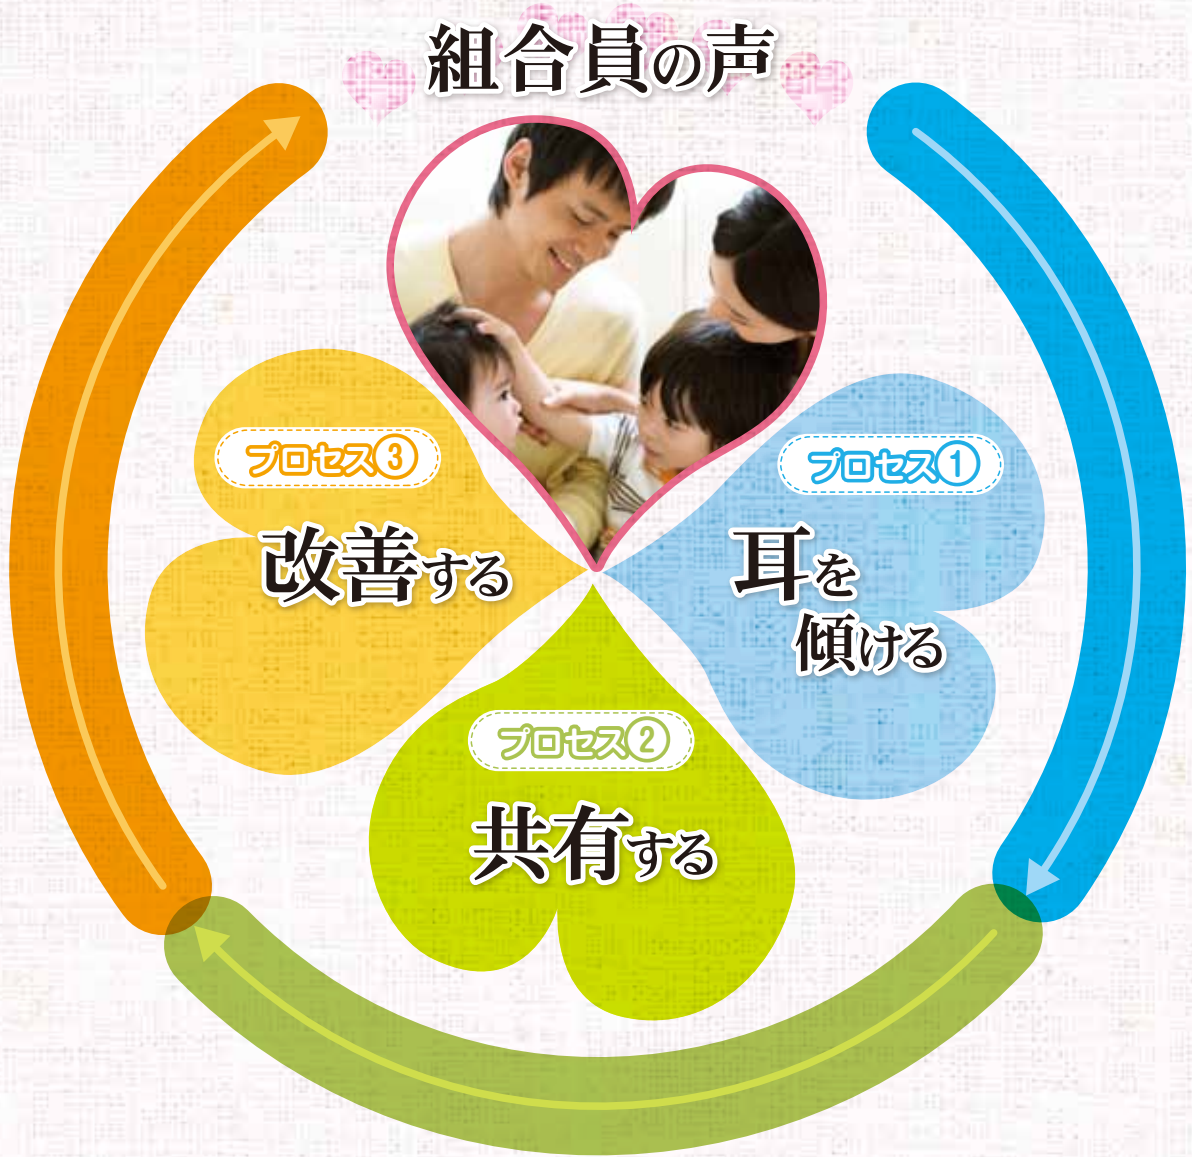 組合員の声
プロセス①
耳を
傾ける
プロセス②
共有する
プロセス③
改善する